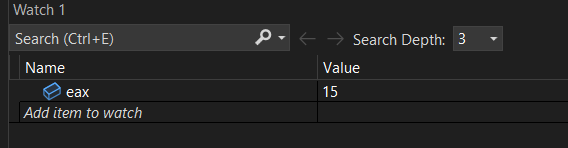 Watch 1
Search (Ctrl+E) Search Depth: 3
Name Value
eax 15
Add item to watch